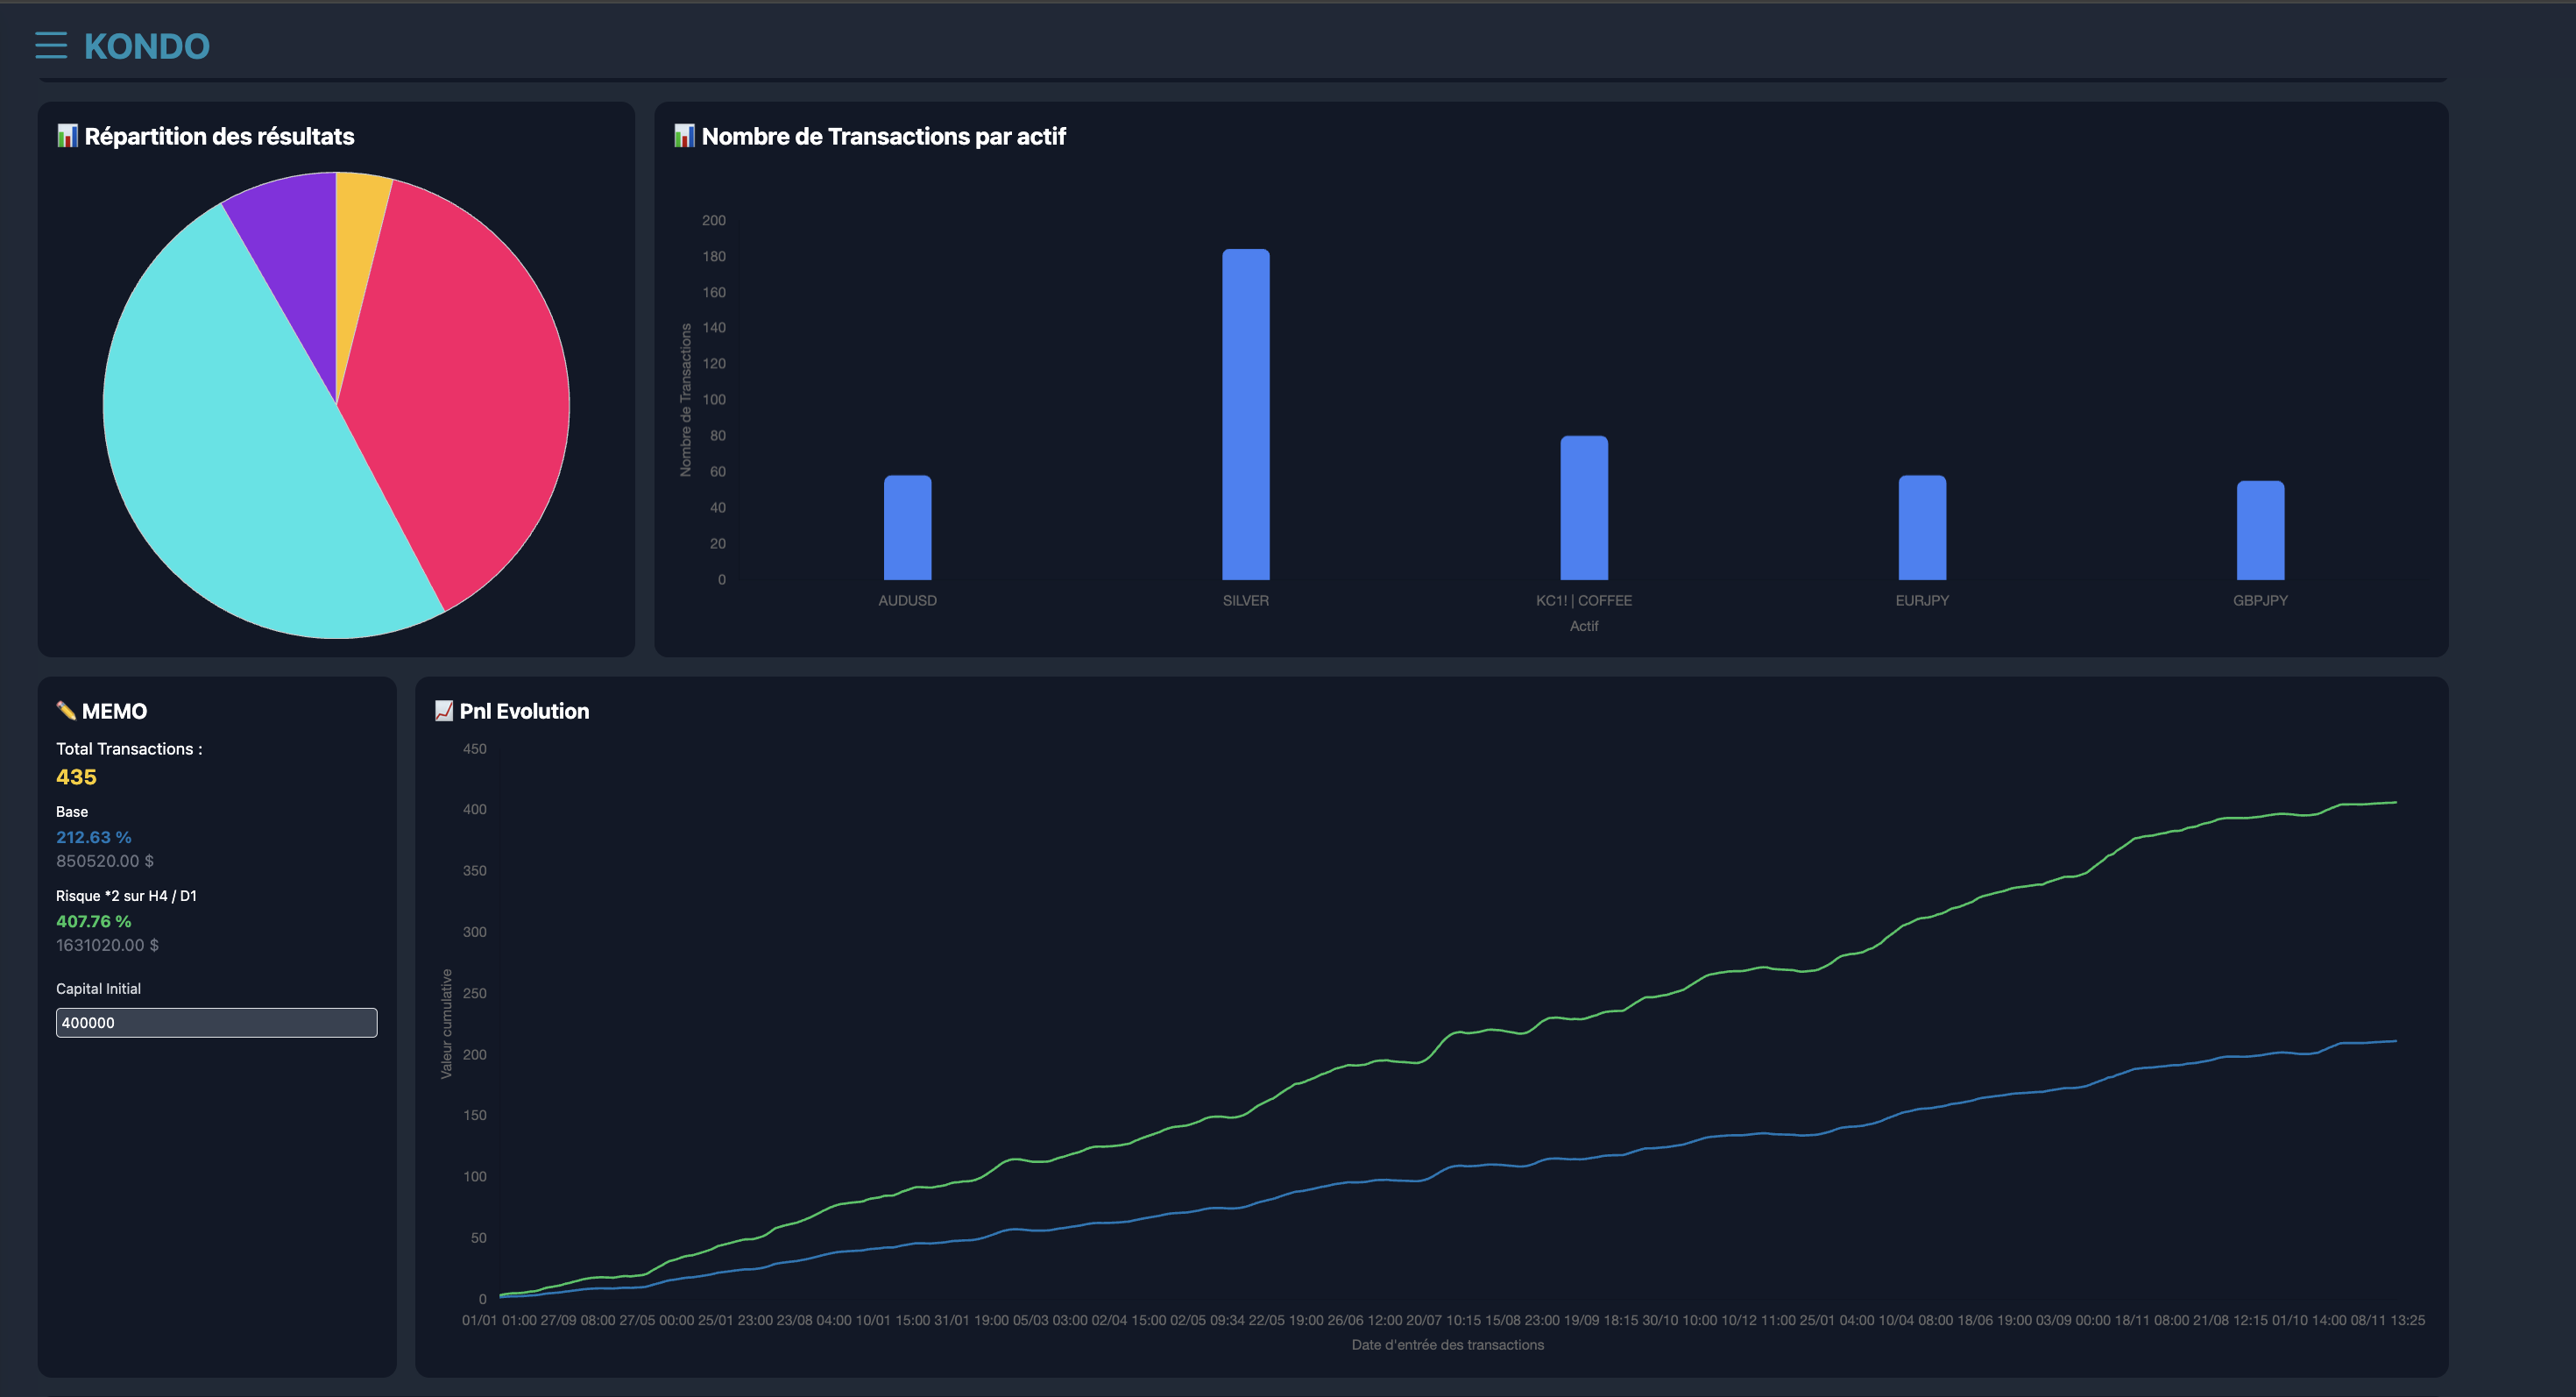 KONDO
Répartition des résultats
Nombre de Transactions par actif
200
180
160
140
120
100
80
60
40
20
0
Nombre de Transactions
AUDUSD SILVER KC1! | COFFEE EURJPY GBPJPY
Actif
MEMO
Total Transactions :
435
Base
212.63 %
850520.00 $
Risque *2 sur H4 / D1
407.76 %
1631020.00 $
Capital Initial
400000
Pnl Evolution
450
400
350
300
250
200
150
100
50
0
Valeur cumulative
01/01 01:00 27/09 08:00 27/05 00:00 25/01 23:00 23/08 04:00 10/01 15:00 31/01 19:00 05/03 03:00 02/04 15:00 02/05 09:34 22/05 19:00 26/06 12:00 20/07 10:15 15/08 23:00 19/09 18:15 30/10 10:00 10/12 11:00 25/01 04:00 10/04 08:00 18/06 19:00 03/09 00:00 18/11 08:00 21/08 12:15 01/10 14:00 08/11 13:25
Date d'entrée des transactions